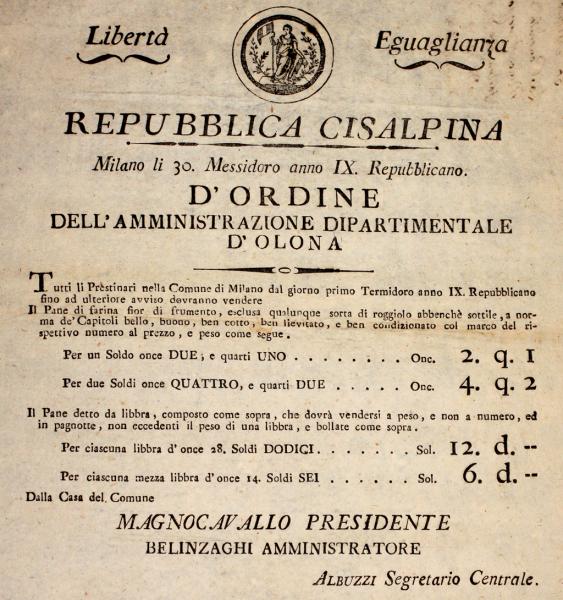 Libertà Eguaglianza
REPUBBLICA CISALPINA
Milano li 30. Messidoro anno IX. Repubblicano.
D'ORDINE
DELL'AMMINISTRAZIONE DIPARTIMENTALE
D'OLONA
Tutti li Prèstinari nella Comune di Milano dal giorno primo Termidoro anno IX. Repubblicano
fino ad ulteriore avviso dovranno vendere
Il Pane di farina fior di frumento, esclusa qualunque sorta di roggiolo abbenchè sottile, a nor-
ma de' Capitoli bello, buono, ben cotto, ben lievitato, e ben condizionato col marco del ri-
spettivo numero al prezzo, e peso come segue.
Per un Soldo once DUE, e quarti UNO . . . . . . Onc. 2. q. 1
Per due Soldi once QUATTRO, e quarti DUE . . . . . Onc. 4. q. 2
Il Pane detto da libbra, composto come sopra, che dovrà vendersi a peso, e non a numero, ed
in pagnotte, non eccedenti il peso di una libbra, e bollate come sopra.
Per ciascuna libbra d'once 28. Soldi DODICI. . . . . . . Sol. 12. d. --
Per ciascuna mezza libbra d'once 14. Soldi SEI . . . . . . Sol. 6. d. --
Dalla Casa del Comune
MAGNOCAVALLO PRESIDENTE
BELINZAGHI AMMINISTRATORE
ALBUZZI Segretario Centrale.